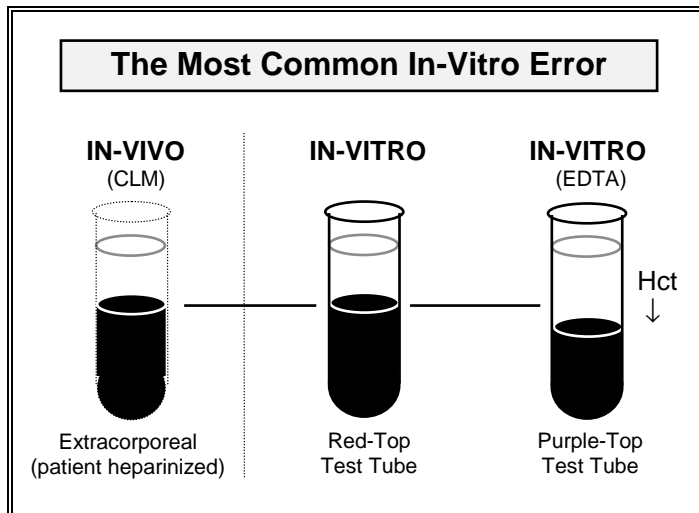 The Most Common In-Vitro Error
IN-VIVO
(CLM)
IN-VITRO
IN-VITRO
(EDTA)
Hct
↓
Extracorporeal
(patient heparinized)
Red-Top
Test Tube
Purple-Top
Test Tube